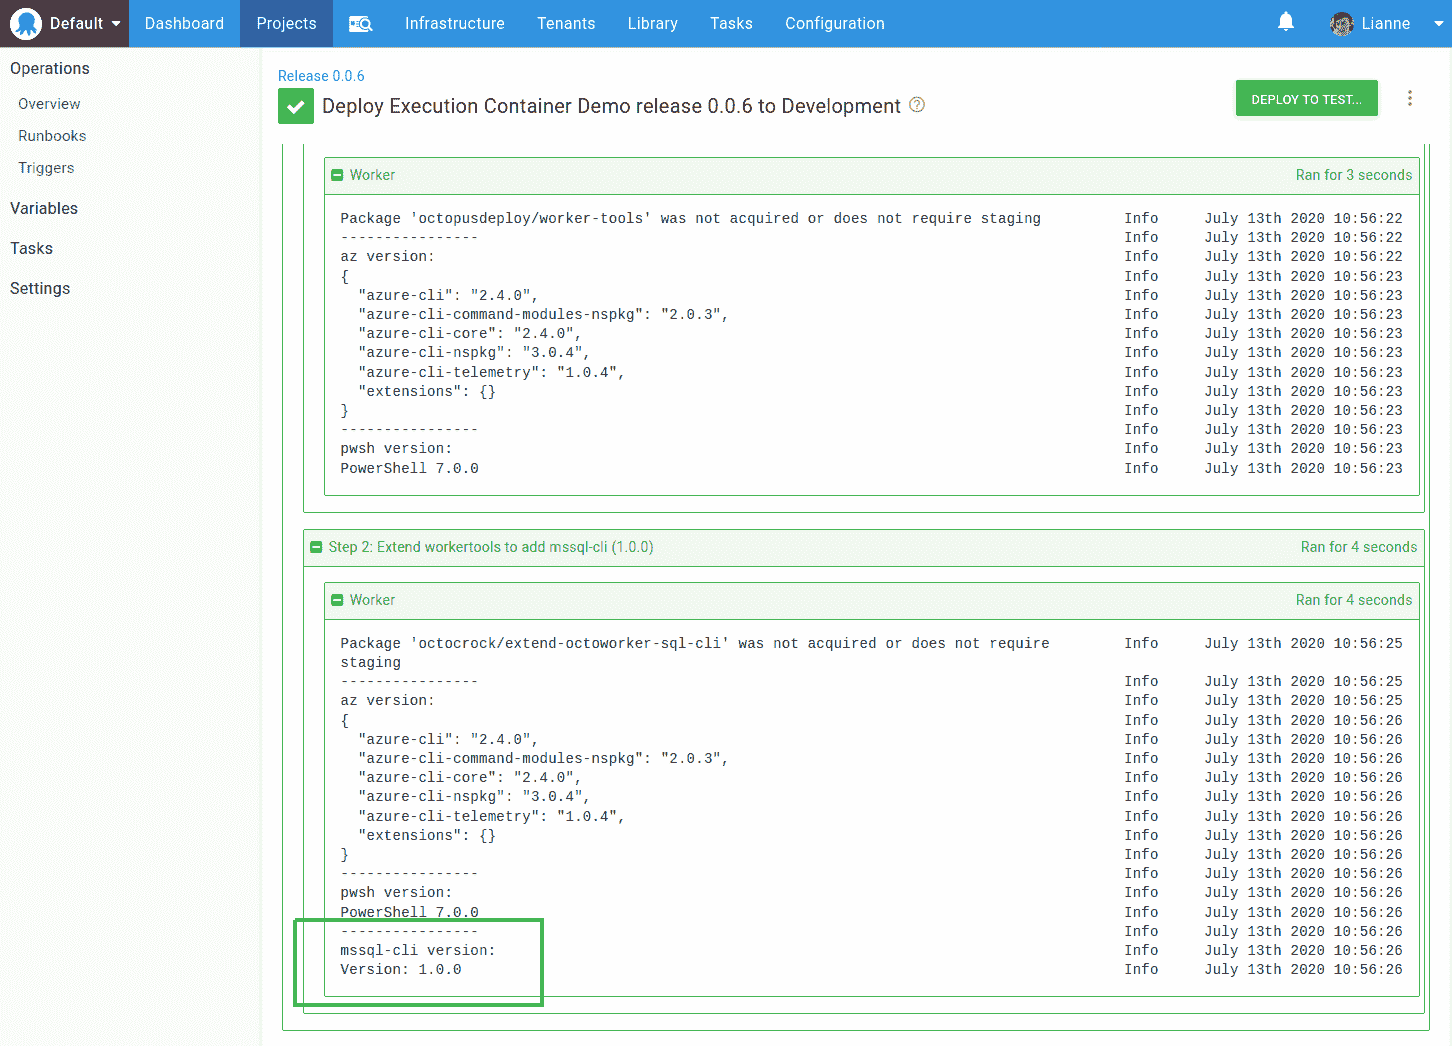 Default Dashboard Projects Infrastructure Tenants Library Tasks Configuration Lianne
Operations
Overview
Runbooks
Triggers
Variables
Tasks
Settings
Release 0.0.6
Deploy Execution Container Demo release 0.0.6 to Development ?
DEPLOY TO TEST...
Worker Ran for 3 seconds
Package 'octopusdeploy/worker-tools' was not acquired or does not require staging Info July 13th 2020 10:56:22
---------------- Info July 13th 2020 10:56:22
az version: Info July 13th 2020 10:56:22
{ Info July 13th 2020 10:56:23
"azure-cli": "2.4.0", Info July 13th 2020 10:56:23
"azure-cli-command-modules-nspkg": "2.0.3", Info July 13th 2020 10:56:23
"azure-cli-core": "2.4.0", Info July 13th 2020 10:56:23
"azure-cli-nspkg": "3.0.4", Info July 13th 2020 10:56:23
"azure-cli-telemetry": "1.0.4", Info July 13th 2020 10:56:23
"extensions": {} Info July 13th 2020 10:56:23
} Info July 13th 2020 10:56:23
---------------- Info July 13th 2020 10:56:23
pwsh version: Info July 13th 2020 10:56:23
PowerShell 7.0.0 Info July 13th 2020 10:56:23
Step 2: Extend workertools to add mssql-cli (1.0.0) Ran for 4 seconds
Worker Ran for 4 seconds
Package 'octocrock/extend-octoworker-sql-cli' was not acquired or does not require Info July 13th 2020 10:56:25
staging
---------------- Info July 13th 2020 10:56:25
az version: Info July 13th 2020 10:56:25
{ Info July 13th 2020 10:56:26
"azure-cli": "2.4.0", Info July 13th 2020 10:56:26
"azure-cli-command-modules-nspkg": "2.0.3", Info July 13th 2020 10:56:26
"azure-cli-core": "2.4.0", Info July 13th 2020 10:56:26
"azure-cli-nspkg": "3.0.4", Info July 13th 2020 10:56:26
"azure-cli-telemetry": "1.0.4", Info July 13th 2020 10:56:26
"extensions": {} Info July 13th 2020 10:56:26
} Info July 13th 2020 10:56:26
---------------- Info July 13th 2020 10:56:26
pwsh version: Info July 13th 2020 10:56:26
PowerShell 7.0.0 Info July 13th 2020 10:56:26
---------------- Info July 13th 2020 10:56:26
mssql-cli version: Info July 13th 2020 10:56:26
Version: 1.0.0 Info July 13th 2020 10:56:26